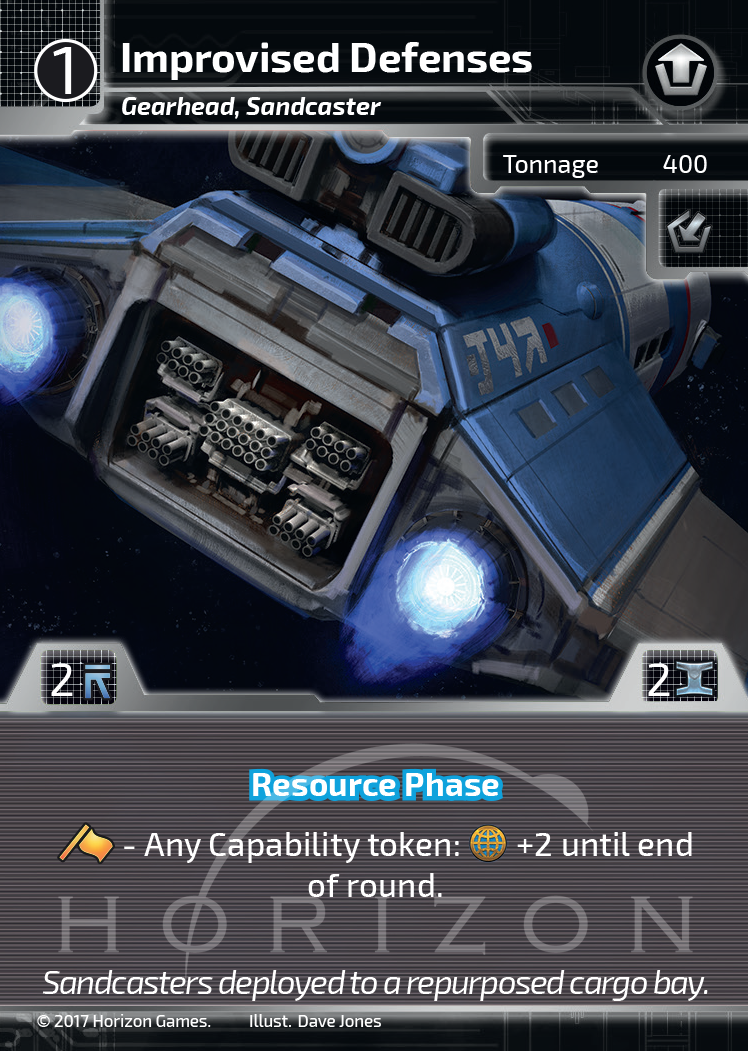 1
Improvised Defenses
Gearhead, Sandcaster
Tonnage 400
2
2
Resource Phase
- Any Capability token: +2 until end
of round.
HORIZON
Sandcasters deployed to a repurposed cargo bay.
© 2017 Horizon Games. Illust. Dave Jones